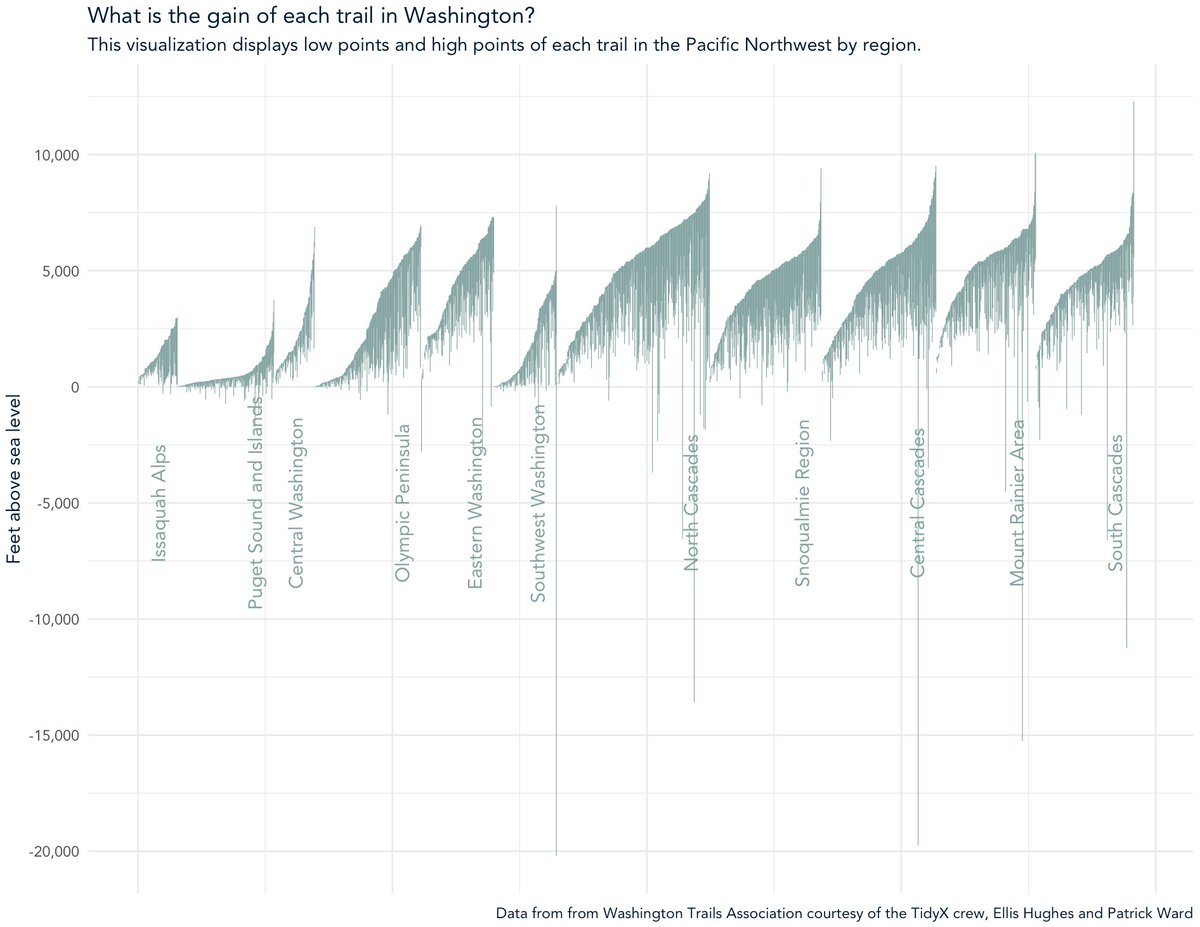 What is the gain of each trail in Washington?
This visualization displays low points and high points of each trail in the Pacific Northwest by region.
Feet above sea level
10,000
5,000
0
-5,000
-10,000
-15,000
-20,000
Issaquah Alps
Puget Sound and Islands
Central Washington
Olympic Peninsula
Eastern Washington
Southwest Washington
North Cascades
Snoqualmie Region
Central Cascades
Mount Rainier Area
South Cascades
Data from from Washington Trails Association courtesy of the TidyX crew, Ellis Hughes and Patrick Ward